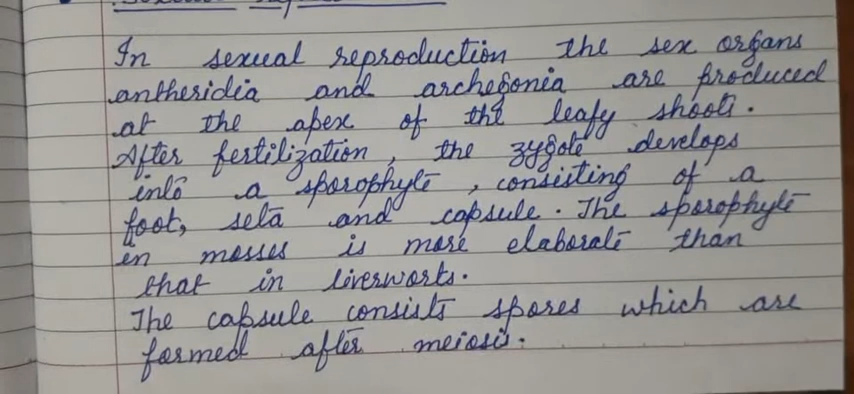 In sexual reproduction the sex organs
antheridia and archegonia are produced
at the apex of the leafy shoots.
After fertilization, the zygote develops
into a sporophyte, consisting of a
foot, seta and capsule. The sporophyte
in mosses is more elaborate than
that in liverworts.
The capsule consists spores which are
formed after meiosis.